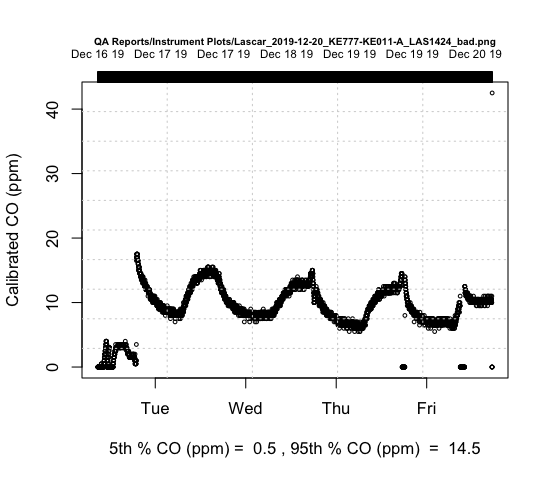 QA Reports/Instrument Plots/Lascar_2019-12-20_KE777-KE011-A_LAS1424_bad.png
Dec 16 19 Dec 17 19 Dec 17 19 Dec 18 19 Dec 19 19 Dec 19 19 Dec 20 19
Calibrated CO (ppm)
40
30
20
10
0
Tue Wed Thu Fri
5th % CO (ppm) = 0.5 , 95th % CO (ppm) = 14.5